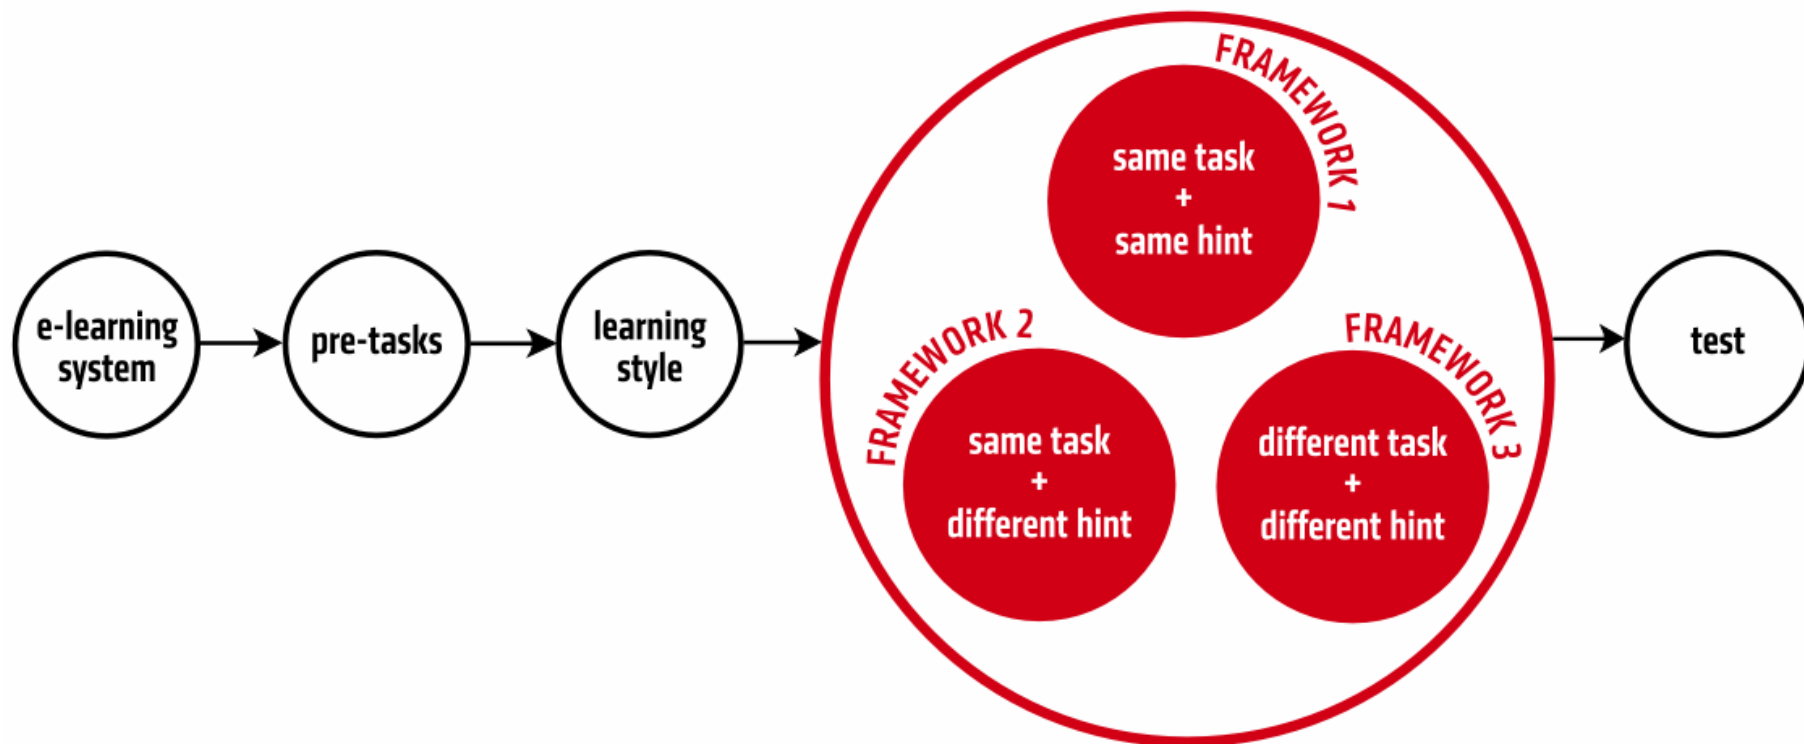 e-learning
system
pre-tasks
learning
style
FRAMEWORK 1
same task
+
same hint
FRAMEWORK 2
same task
+
different hint
FRAMEWORK 3
different task
+
different hint
test